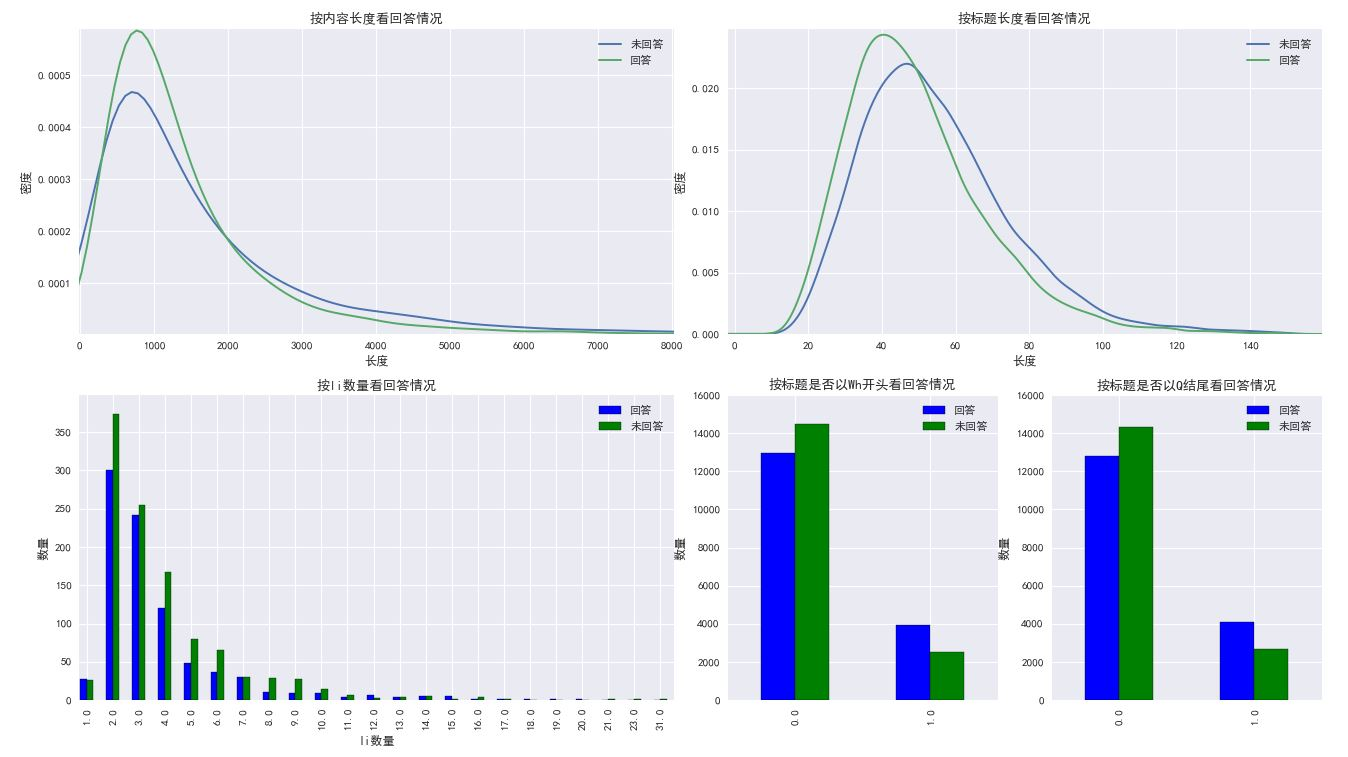 按内容长度看回答情况
未回答
回答
密度
0.0005
0.0004
0.0003
0.0002
0.0001
0 1000 2000 3000 4000 5000 6000 7000 8000
长度
按标题长度看回答情况
未回答
回答
密度
0.020
0.015
0.010
0.005
0.000
0 20 40 60 80 100 120 140
长度
按li数量看回答情况
回答
未回答
数量
350
300
250
200
150
100
50
0
1.0 2.0 3.0 4.0 5.0 6.0 7.0 8.0 9.0 10.0 11.0 12.0 13.0 14.0 15.0 16.0 17.0 18.0 19.0 20.0 21.0 23.0 31.0
li数量
按标题是否以Wh开头看回答情况
回答
未回答
数量
16000
14000
12000
10000
8000
6000
4000
2000
0
0.0 1.0
按标题是否以Q结尾看回答情况
回答
未回答
数量
16000
14000
12000
10000
8000
6000
4000
2000
0
0.0 1.0